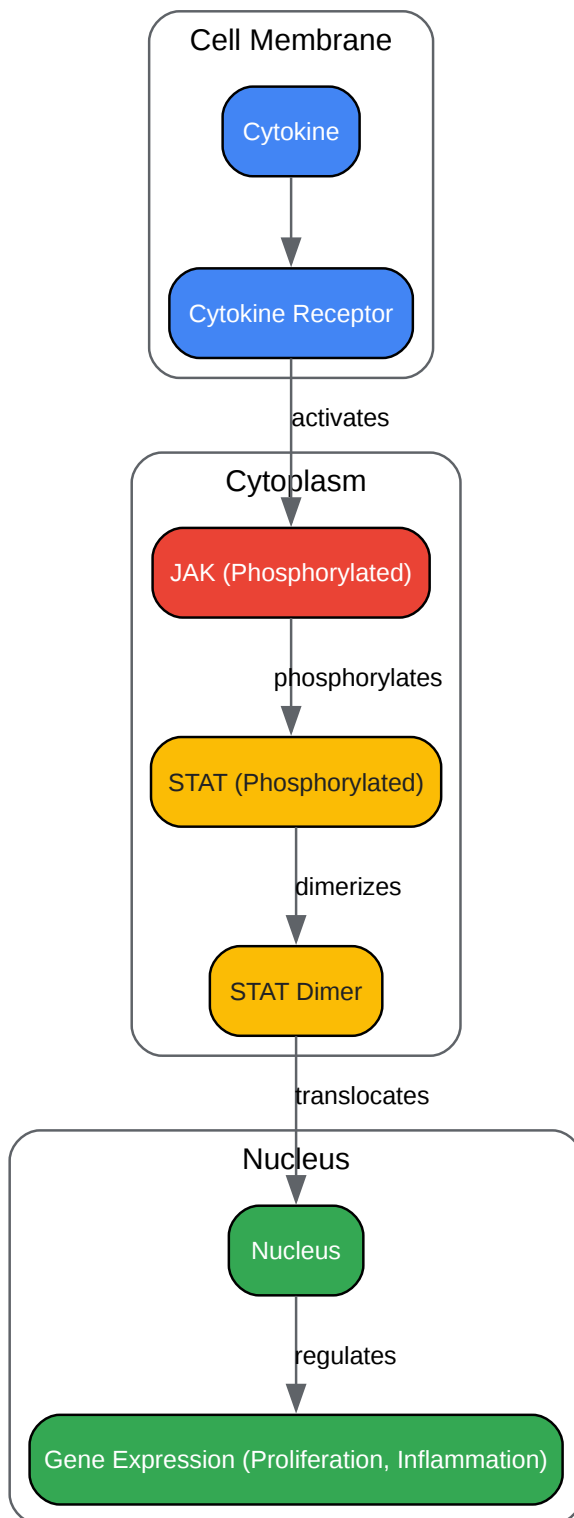 Cell Membrane
Cytokine
Cytokine Receptor
activates
Cytoplasm
JAK (Phosphorylated)
phosphorylates
STAT (Phosphorylated)
dimerizes
STAT Dimer
translocates
Nucleus
Nucleus
regulates
Gene Expression (Proliferation, Inflammation)